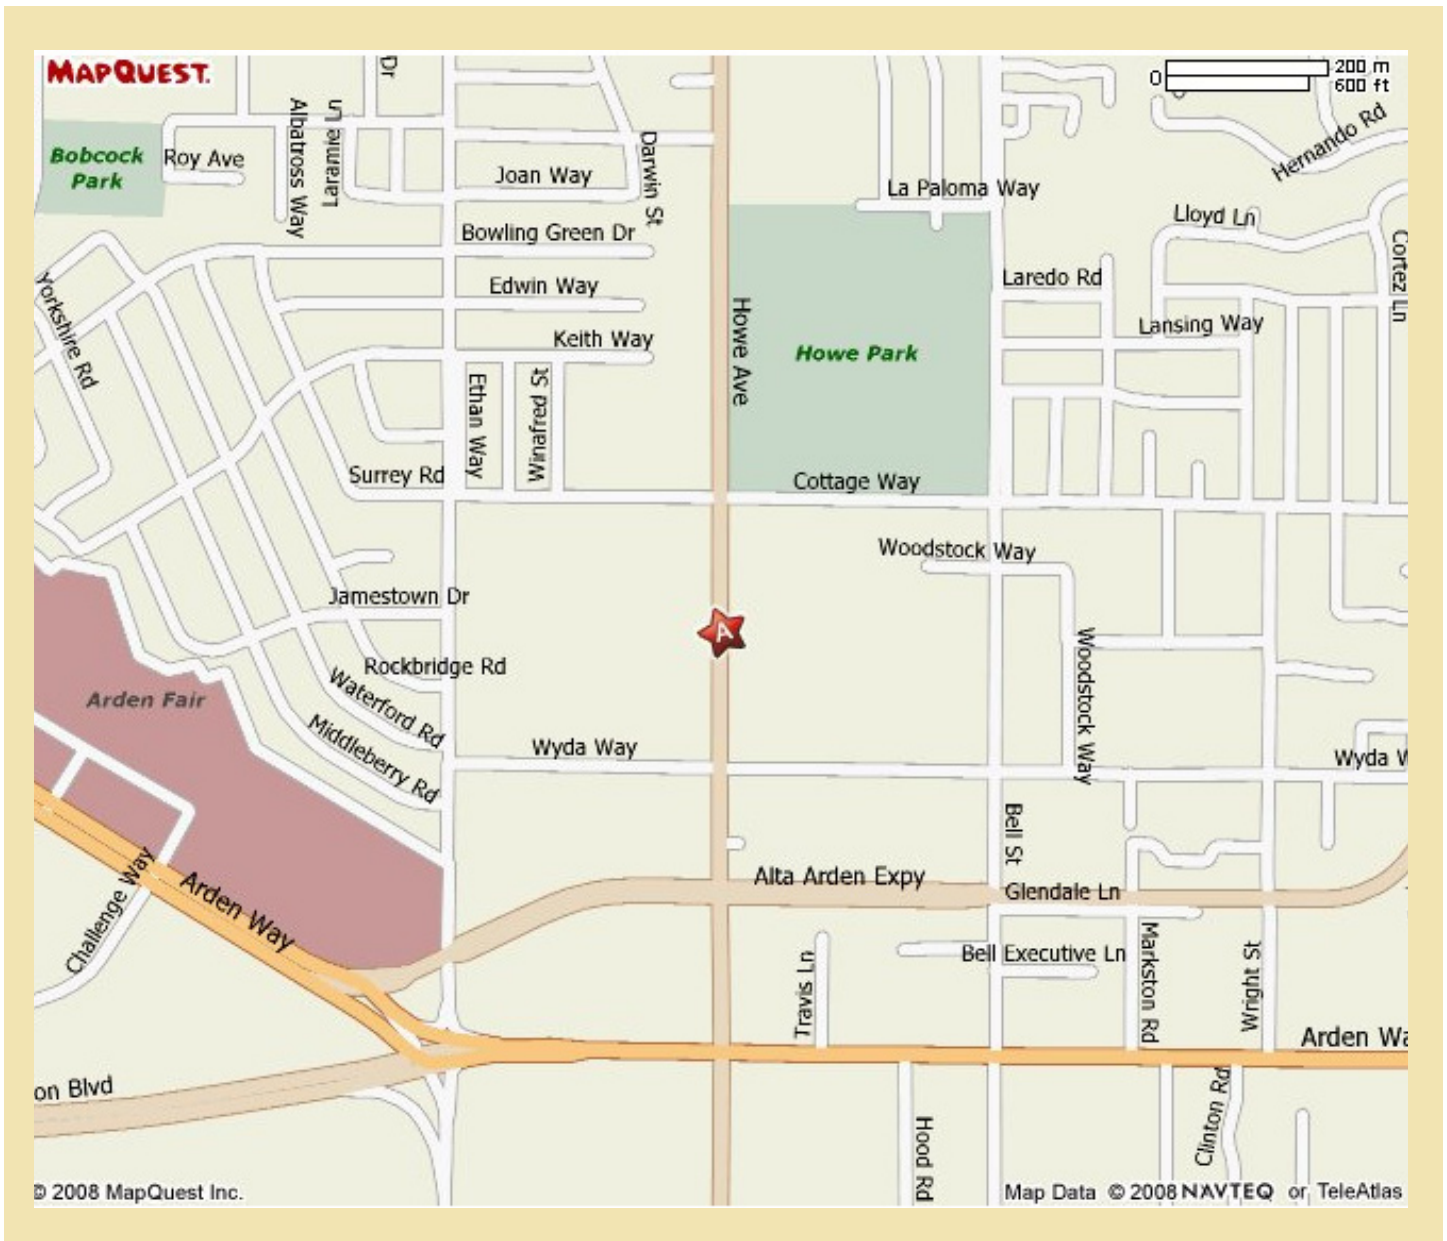 MAPQUEST.
0
200 m
600 ft
Dr
Albatross Way
Laramie Ln
Bobcock
Park
Roy Ave
Joan Way
Darwin St
La Paloma Way
Hernando Rd
Lloyd Ln
Cortez Ln
Bowling Green Dr
Edwin Way
Laredo Rd
Yorkshire Rd
Keith Way
Howe Ave
Howe Park
Lansing Way
Ethan Way
Winafred St
Surrey Rd
Cottage Way
Woodstock Way
Jamestown Dr
A
Rockbridge Rd
Woodstock Way
Arden Fair
Waterford Rd
Middleberry Rd
Wyda Way
Wyda W
Bell St
Challenge Way
Arden Way
Alta Arden Expy
Glendale Ln
Travis Ln
Bell Executive Ln
Markston Rd
Wright St
Arden Wa
on Blvd
Hood Rd
Clinton Rd
© 2008 MapQuest Inc.
Map Data © 2008 NAVTEQ or TeleAtlas